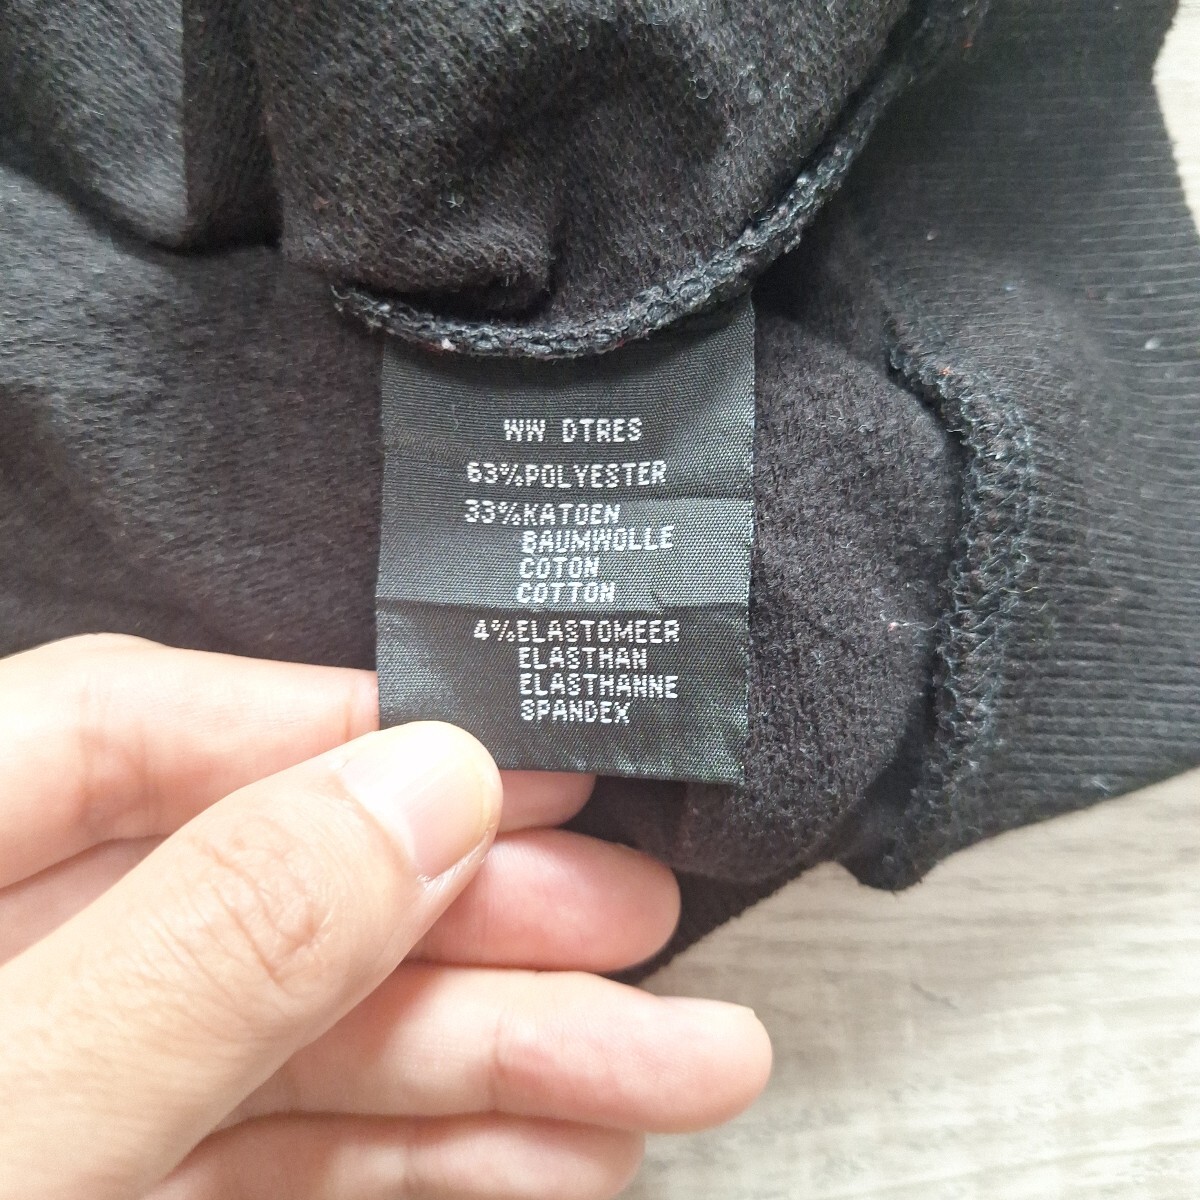 WW DTRES
63%POLYESTER
33%KATOEN
BAUMWOLLE
COTON
COTTON
4%ELASTOMEER
ELASTHAN
ELASTHANNE
SPANDEX